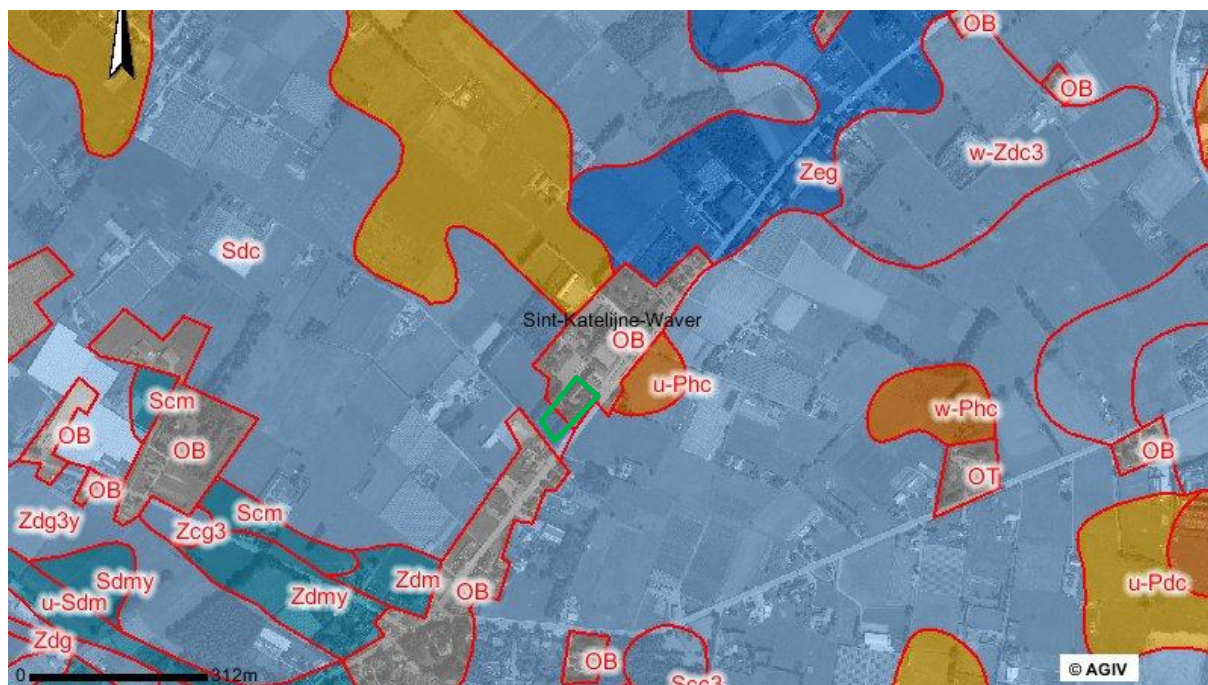 OB
OB
w-Zdc3
Zeg
Sdc
Sint-Katelijne-Waver
OB
u-Phc
Scm
w-Phc
OB
OB
OB
OB
OT
Scm
Zdg3y
Zcg3
Sdmy
Zdm
u-Sdm
Zdmy
OB
u-Pdc
Zdg
OB
Scc3
0
312m
© AGIV